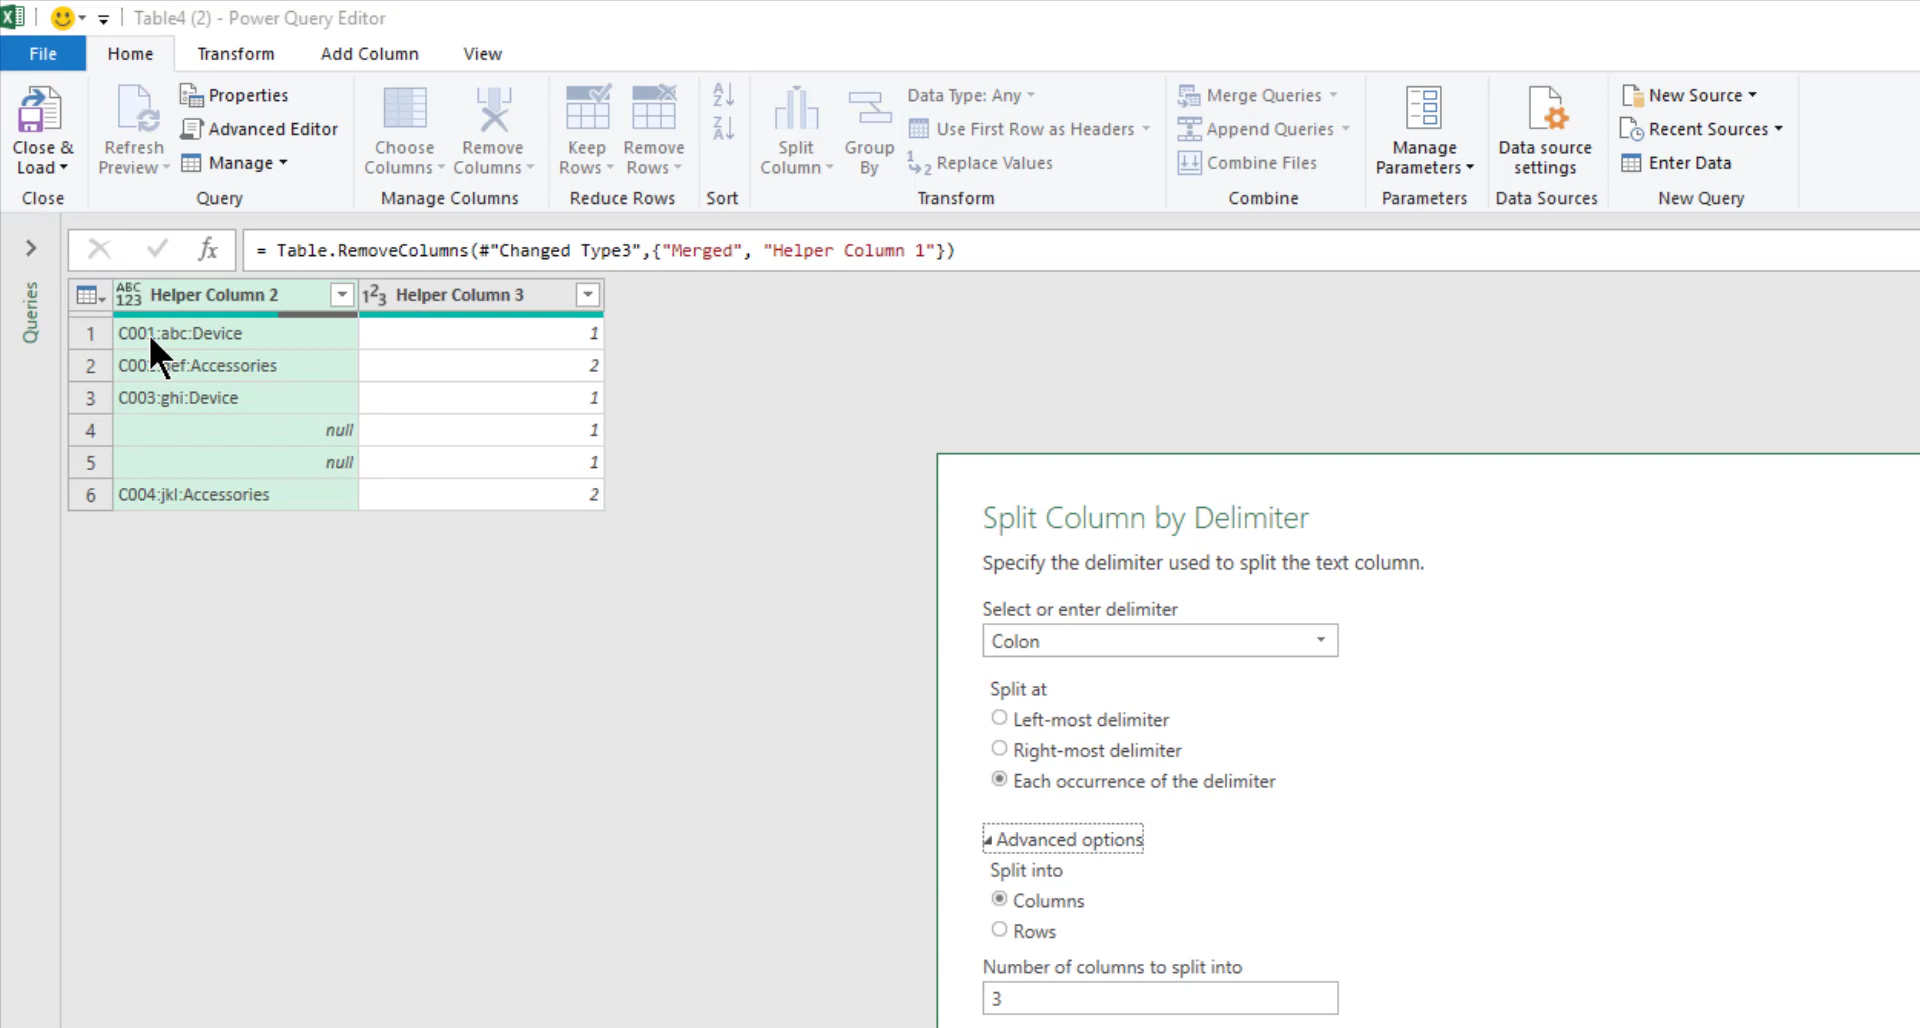 Table4 (2) - Power Query Editor
File
Home
Transform
Add Column
View
Close &
Load
Close
Refresh
Preview
Properties
Advanced Editor
Manage
Query
Choose
Columns
Remove
Columns
Manage Columns
Keep
Rows
Remove
Rows
Reduce Rows
Sort
Split
Column
Group
By
Data Type: Any
Use First Row as Headers
Replace Values
Transform
Merge Queries
Append Queries
Combine Files
Combine
Manage
Parameters
Parameters
Data source
settings
Data Sources
New Source
Recent Sources
Enter Data
New Query
Queries
fx
= Table.RemoveColumns(#"Changed Type3",{"Merged", "Helper Column 1"})
ABC
123 Helper Column 2
123 Helper Column 3
1 C001:abc:Device 1
2 :Accessories 2
3 C003:ghi:Device 1
4 null 1
5 null 1
6 C004:jkl:Accessories 2
Split Column by Delimiter
Specify the delimiter used to split the text column.
Select or enter delimiter
Colon
Split at
Left-most delimiter
Right-most delimiter
Each occurrence of the delimiter
Advanced options
Split into
Columns
Rows
Number of columns to split into
3